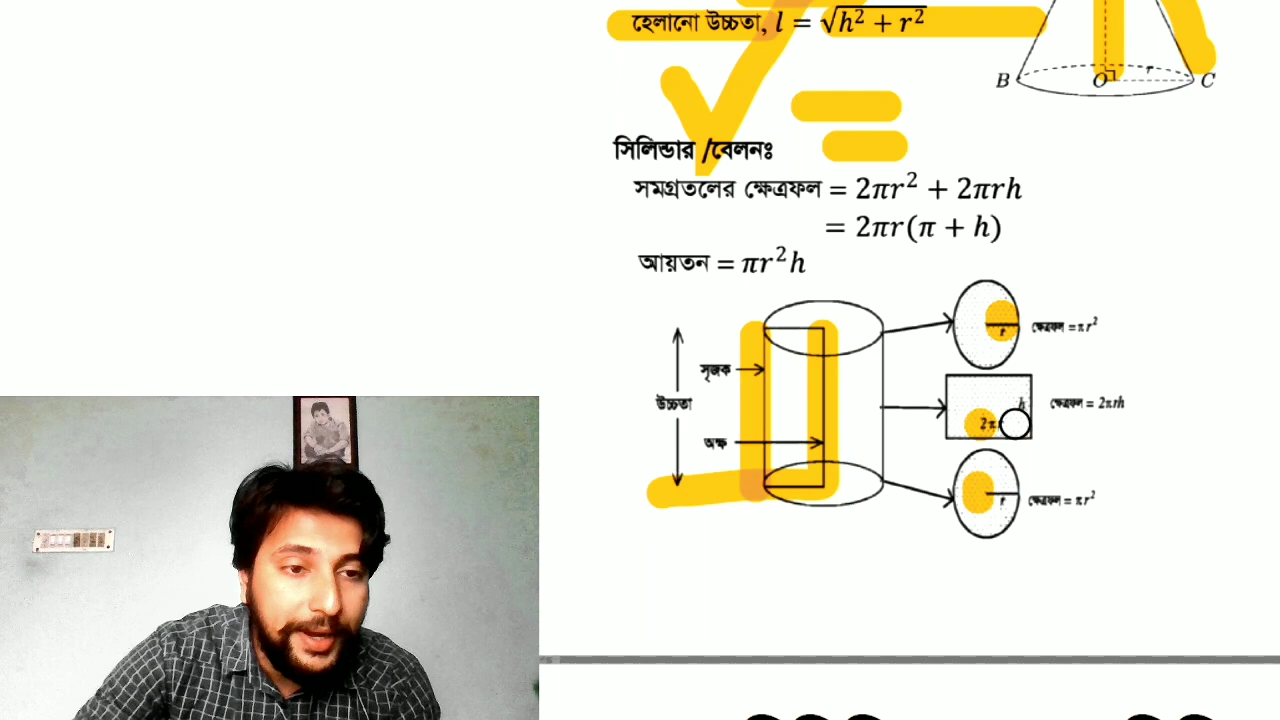 হেলানো উচ্চতা, l = √h² + r²
B O r C
সিলিন্ডার /বেলনঃ
সমগ্রতলের ক্ষেত্রফল = 2πr² + 2πrh
= 2πr(π + h)
আয়তন = πr²h
r ক্ষেত্রফল = πr²
সৃজক
উচ্চতা
h ক্ষেত্রফল = 2πrh
2π
অক্ষ
r ক্ষেত্রফল = πr²